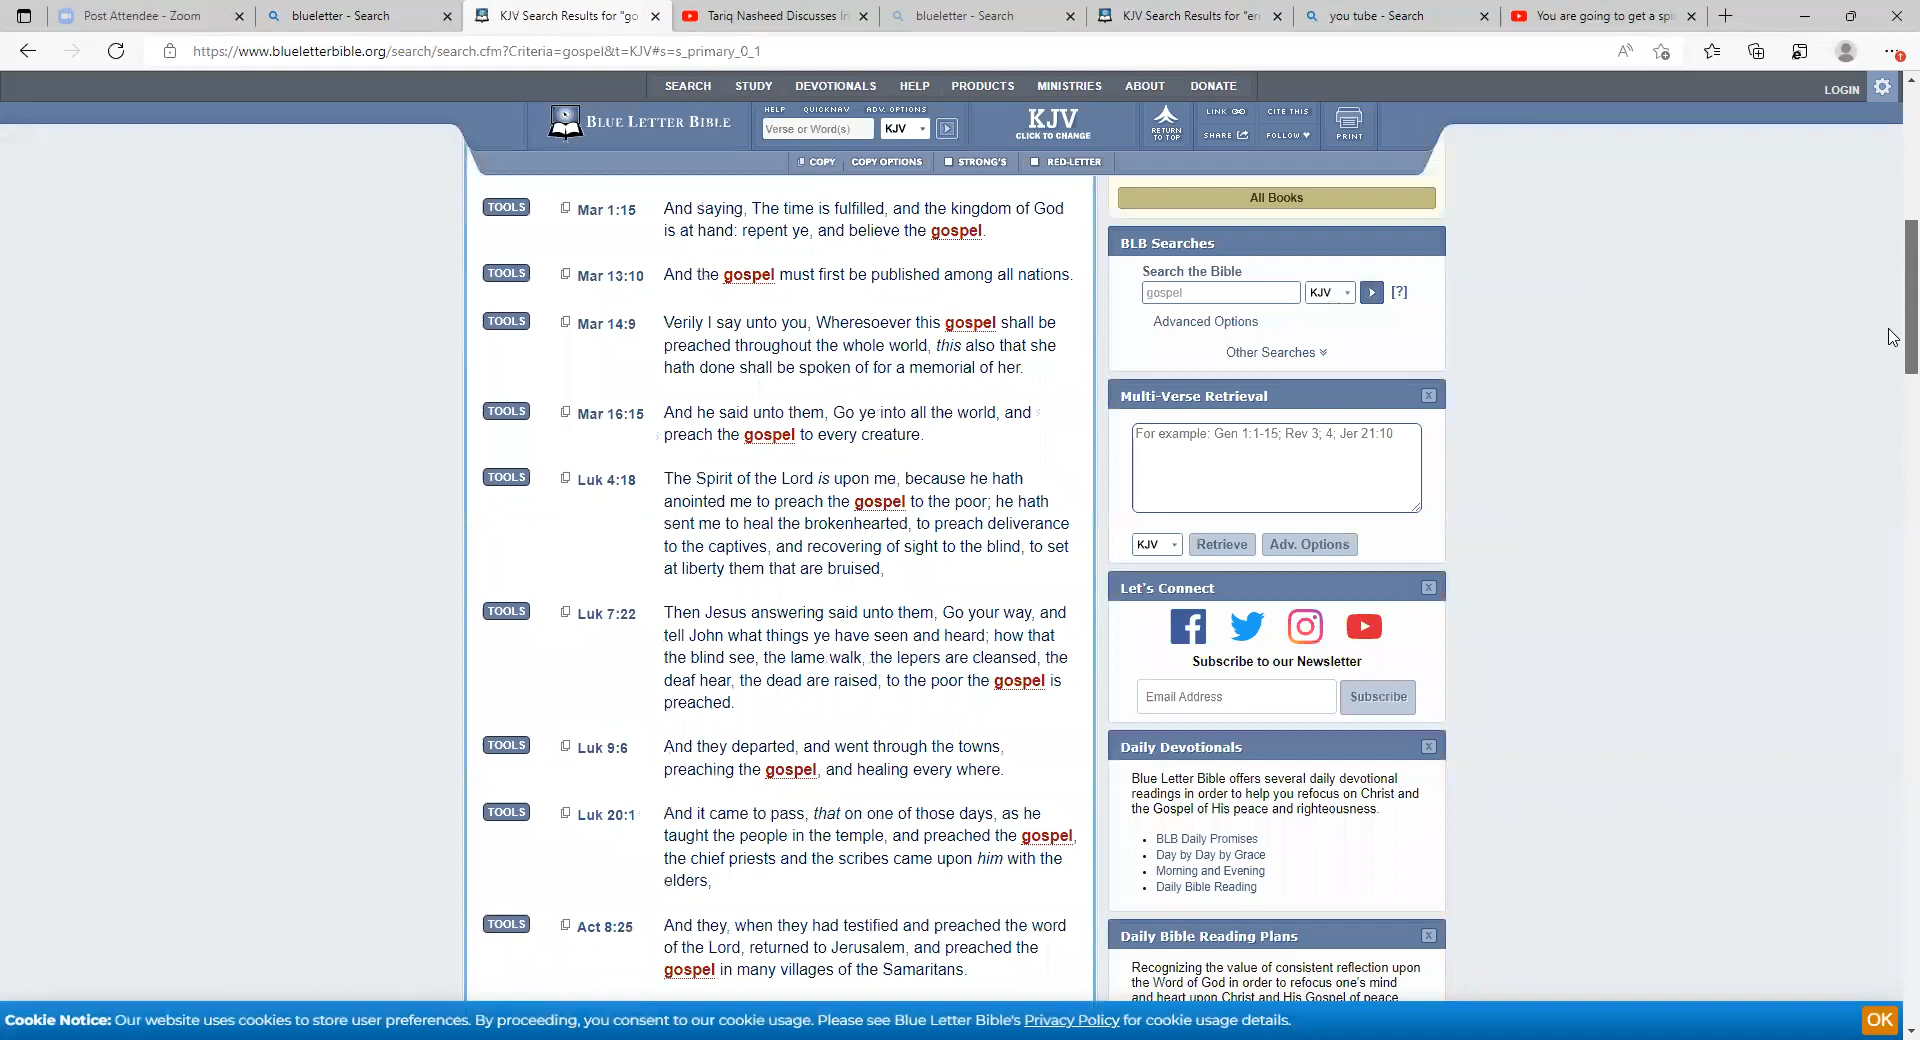 Post Attendee - Zoom
blueletter - Search
KJV Search Results for "go
Tariq Nasheed Discusses In
blueletter - Search
KJV Search Results for "er
you tube - Search
You are going to get a spi
https://www.blueletterbible.org/search/search.cfm?Criteria=gospel&t=KJV#s=s_primary_0_1
SEARCH STUDY DEVOTIONALS HELP PRODUCTS MINISTRIES ABOUT DONATE
LOGIN
BLUE LETTER BIBLE
HELP QUICKNAV ADV. OPTIONS
Verse or Word(s) KJV
KJV
CLICK TO CHANGE
RETURN
TO TOP
LINK
CITE THIS
SHARE
FOLLOW
PRINT
COPY COPY OPTIONS STRONG'S RED-LETTER
TOOLS Mar 1:15 And saying, The time is fulfilled, and the kingdom of God
is at hand: repent ye, and believe the gospel.
TOOLS Mar 13:10 And the gospel must first be published among all nations.
TOOLS Mar 14:9 Verily I say unto you, Wheresoever this gospel shall be
preached throughout the whole world, this also that she
hath done shall be spoken of for a memorial of her.
TOOLS Mar 16:15 And he said unto them, Go ye into all the world, and
preach the gospel to every creature.
TOOLS Luk 4:18 The Spirit of the Lord is upon me, because he hath
anointed me to preach the gospel to the poor; he hath
sent me to heal the brokenhearted, to preach deliverance
to the captives, and recovering of sight to the blind, to set
at liberty them that are bruised,
TOOLS Luk 7:22 Then Jesus answering said unto them, Go your way, and
tell John what things ye have seen and heard; how that
the blind see, the lame walk, the lepers are cleansed, the
deaf hear, the dead are raised, to the poor the gospel is
preached.
TOOLS Luk 9:6 And they departed, and went through the towns,
preaching the gospel, and healing every where.
TOOLS Luk 20:1 And it came to pass, that on one of those days, as he
taught the people in the temple, and preached the gospel,
the chief priests and the scribes came upon him with the
elders,
TOOLS Act 8:25 And they, when they had testified and preached the word
of the Lord, returned to Jerusalem, and preached the
gospel in many villages of the Samaritans.
All Books
BLB Searches
Search the Bible
gospel KJV [?]
Advanced Options
Other Searches
Multi-Verse Retrieval x
For example: Gen 1:1-15; Rev 3; 4; Jer 21:10
KJV Retrieve Adv. Options
Let's Connect x
Subscribe to our Newsletter
Email Address Subscribe
Daily Devotionals x
Blue Letter Bible offers several daily devotional
readings in order to help you refocus on Christ and
the Gospel of His peace and righteousness.
BLB Daily Promises
Day by Day by Grace
Morning and Evening
Daily Bible Reading
Daily Bible Reading Plans x
Recognizing the value of consistent reflection upon
the Word of God in order to refocus one's mind
and heart upon Christ and His Gospel of peace
Cookie Notice: Our website uses cookies to store user preferences. By proceeding, you consent to our cookie usage. Please see Blue Letter Bible's Privacy Policy for cookie usage details.
OK